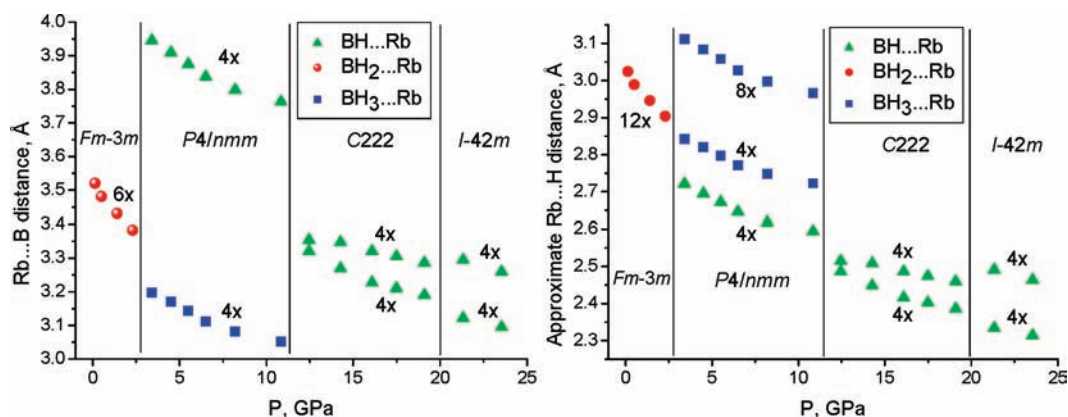 4.0
3.9
3.8
3.7
3.6
3.5
3.4
3.3
3.2
3.1
3.0
Rb...B distance, Å
0 5 10 15 20 25
P, GPa
BH...Rb
BH2...Rb
BH3...Rb
Fm-3m
P4/nmm
C222
I-42m
4x
6x
4x
4x
4x
4x
4x
3.1
3.0
2.9
2.8
2.7
2.6
2.5
2.4
2.3
Approximate Rb...H distance, Å
0 5 10 15 20 25
P, GPa
BH...Rb
BH2...Rb
BH3...Rb
Fm-3m
P4/nmm
C222
I-42m
12x
8x
4x
4x
4x
4x
4x
4x